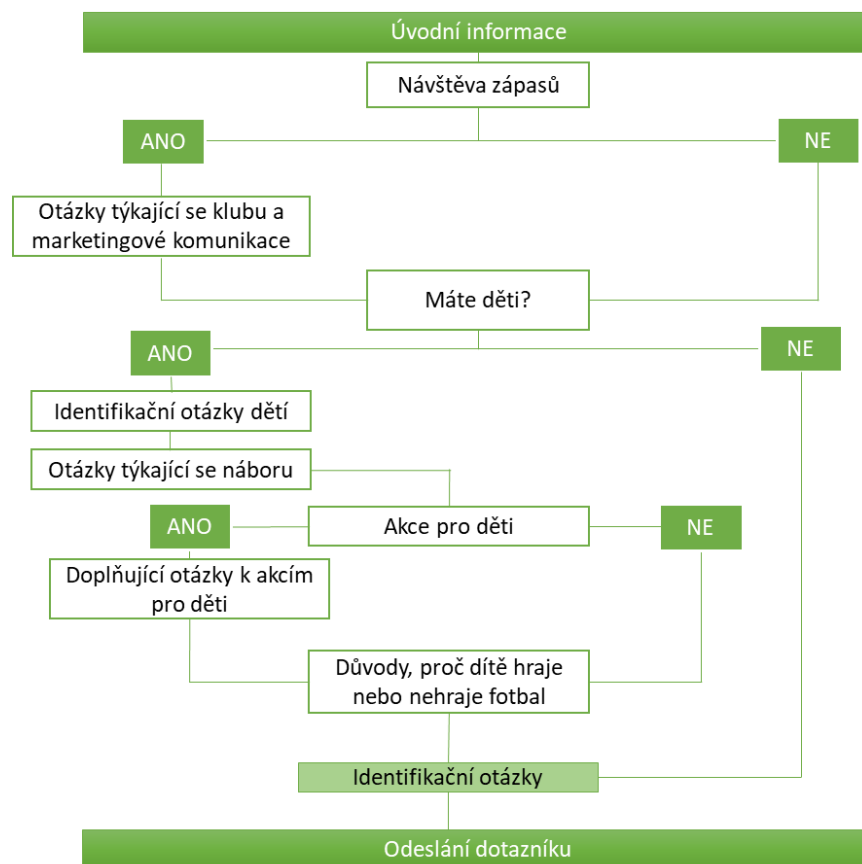 Úvodní informace
Návštěva zápasů
ANO
NE
Otázky týkající se klubu a
marketingové komunikace
Máte děti?
ANO
NE
Identifikační otázky dětí
Otázky týkající se náboru
ANO
Akce pro děti
NE
Doplňující otázky k akcím
pro děti
Důvody, proč dítě hraje
nebo nehraje fotbal
Identifikační otázky
Odeslání dotazníku